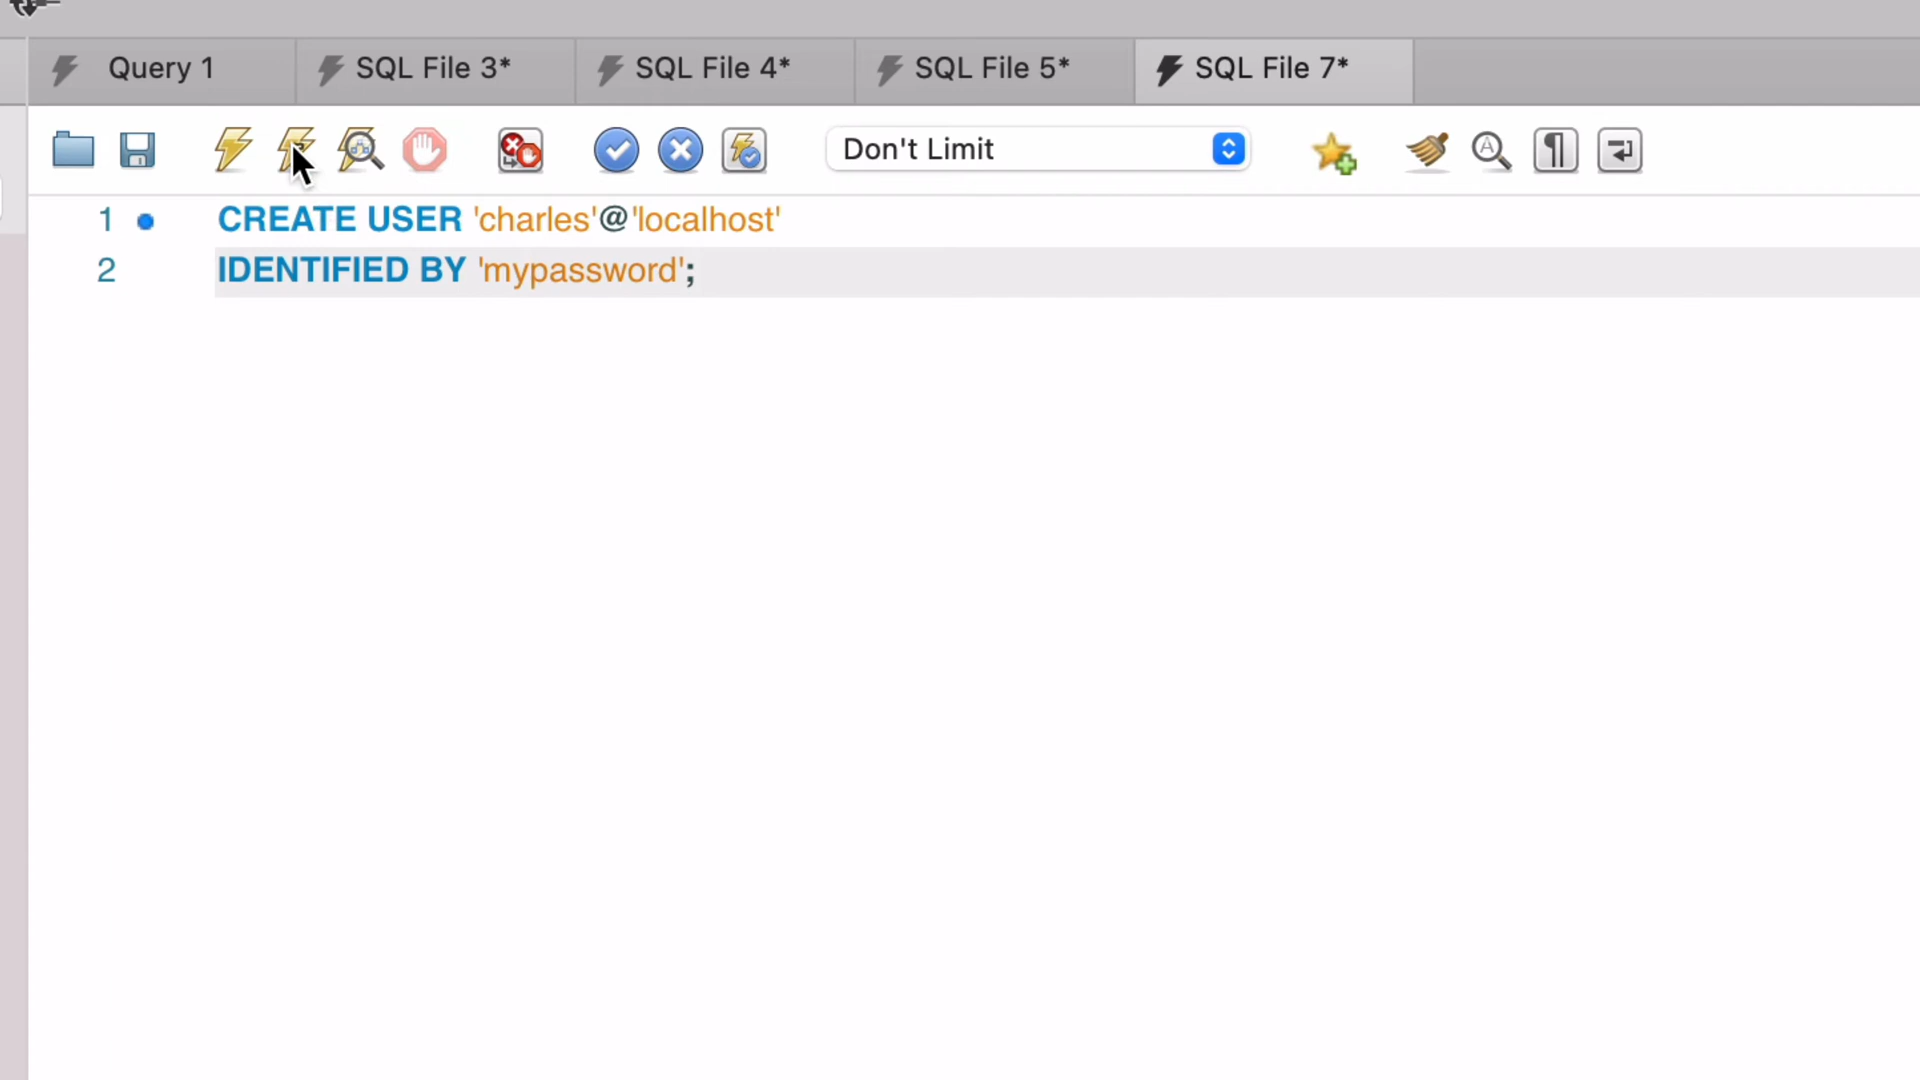 Query 1
SQL File 3*
SQL File 4*
SQL File 5*
SQL File 7*
Don't Limit
1 CREATE USER 'charles'@'localhost'
2 IDENTIFIED BY 'mypassword';